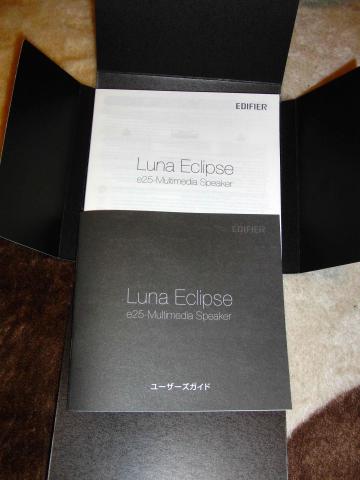 EDIFIER
Luna Eclipse
e25-Multimedia Speaker
EDIFIER
Luna Eclipse
e25-Multimedia Speaker
ユーザーズガイド